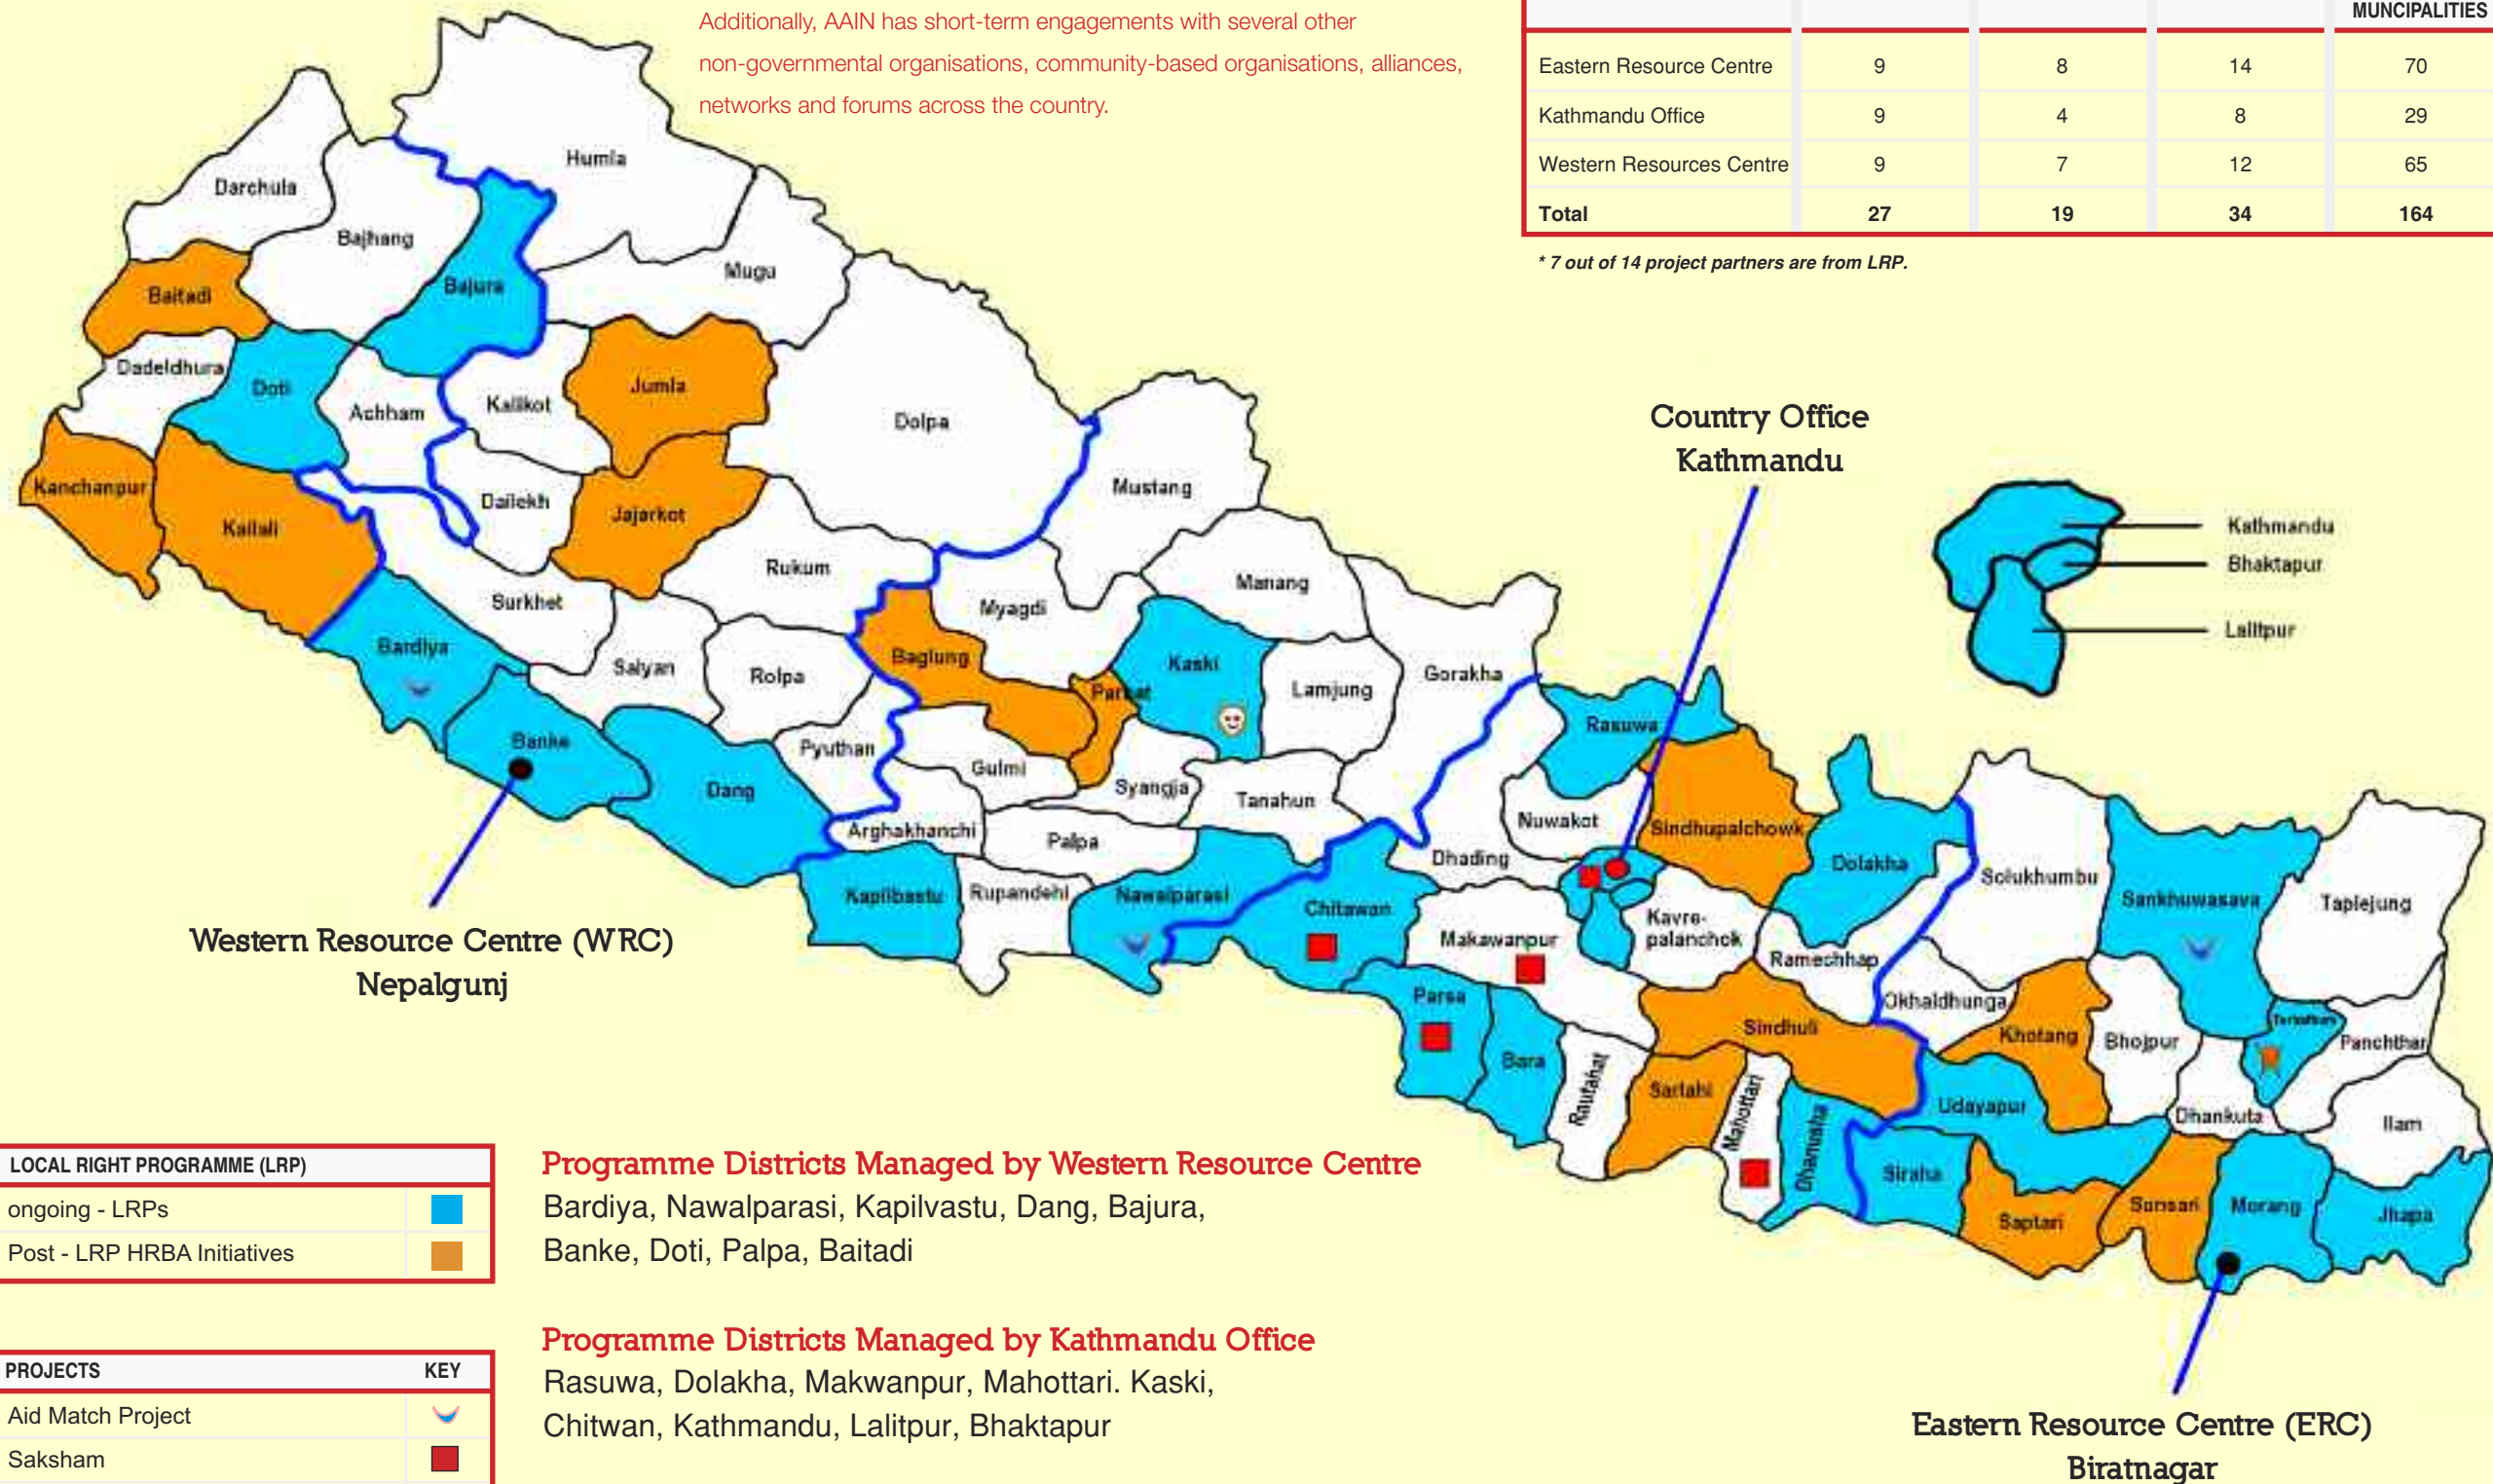 Additionally, AAIN has short-term engagements with several other
non-governmental organisations, community-based organisations, alliances,
networks and forums across the country.
MUNCIPALITIES
Eastern Resource Centre 9 8 14 70
Kathmandu Office 9 4 8 29
Western Resources Centre 9 7 12 65
Total 27 19 34 164
* 7 out of 14 project partners are from LRP.
Humla
Darchula
Bajhang
Mugu
Bajura
Baitadi
Dadeldhura
Doti
Jumla
Kalikot
Achham
Dolpa
Country Office
Kathmandu
Mustang
Kanchanpur
Dailekh
Jajarkot
Kailali
Kathmandu
Bhaktapur
Lalitpur
Rukum
Manang
Surkhet
Myagdi
Bardiya
Baglung
Kaski
Salyan
Rolpa
Gorakha
Lamjung
Parbat
Rasuwa
Banke
Pyuthan
Gulmi
Dang
Syangja
Tanahun
Nuwakot
Sindhupalchowk
Arghakhanchi
Palpa
Dhading
Dolakha
Solukhumbu
Kapilbastu
Rupandehi
Nawalparasi
Chitawan
Sankhuwasava
Taplejung
Kavre-
palanchok
Makawanpur
Western Resource Centre (WRC)
Nepalgunj
Ramechhap
Parsa
Okhaldhunga
Sindhuli
Khotang
Bhojpur
Panchthar
Bara
Rautahat
Sarlahi
Mahottari
Dhanusha
Udayapur
Dhankuta
Ilam
Siraha
Saptari
Sunsari
Morang
Jhapa
LOCAL RIGHT PROGRAMME (LRP)
ongoing - LRPs
Post - LRP HRBA Initiatives
Programme Districts Managed by Western Resource Centre
Bardiya, Nawalparasi, Kapilvastu, Dang, Bajura,
Banke, Doti, Palpa, Baitadi
Programme Districts Managed by Kathmandu Office
Rasuwa, Dolakha, Makwanpur, Mahottari. Kaski,
Chitwan, Kathmandu, Lalitpur, Bhaktapur
PROJECTS KEY
Aid Match Project
Saksham
Eastern Resource Centre (ERC)
Biratnagar